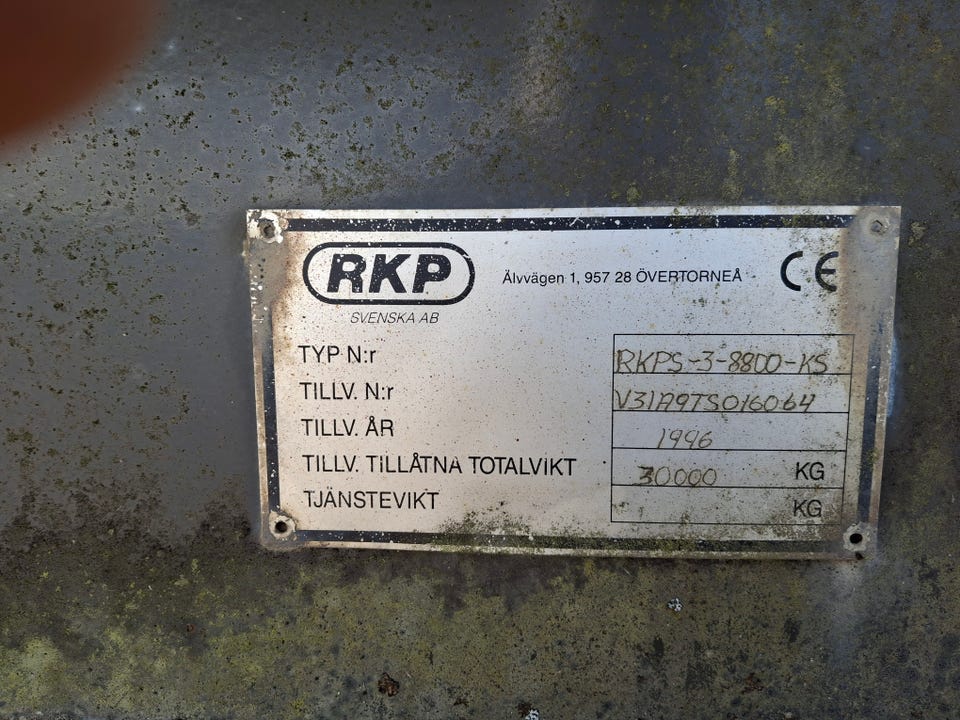 RKP
SVENSKA AB
Älvvägen 1, 957 28 ÖVERTORNEÅ CE
TYP N:r RKPS-3-8800-KS
TILLV. N:r V31A9TS016064
TILLV. ÅR 1996
TILLV. TILLÅTNA TOTALVIKT 30000 KG
TJÄNSTEVIKT KG